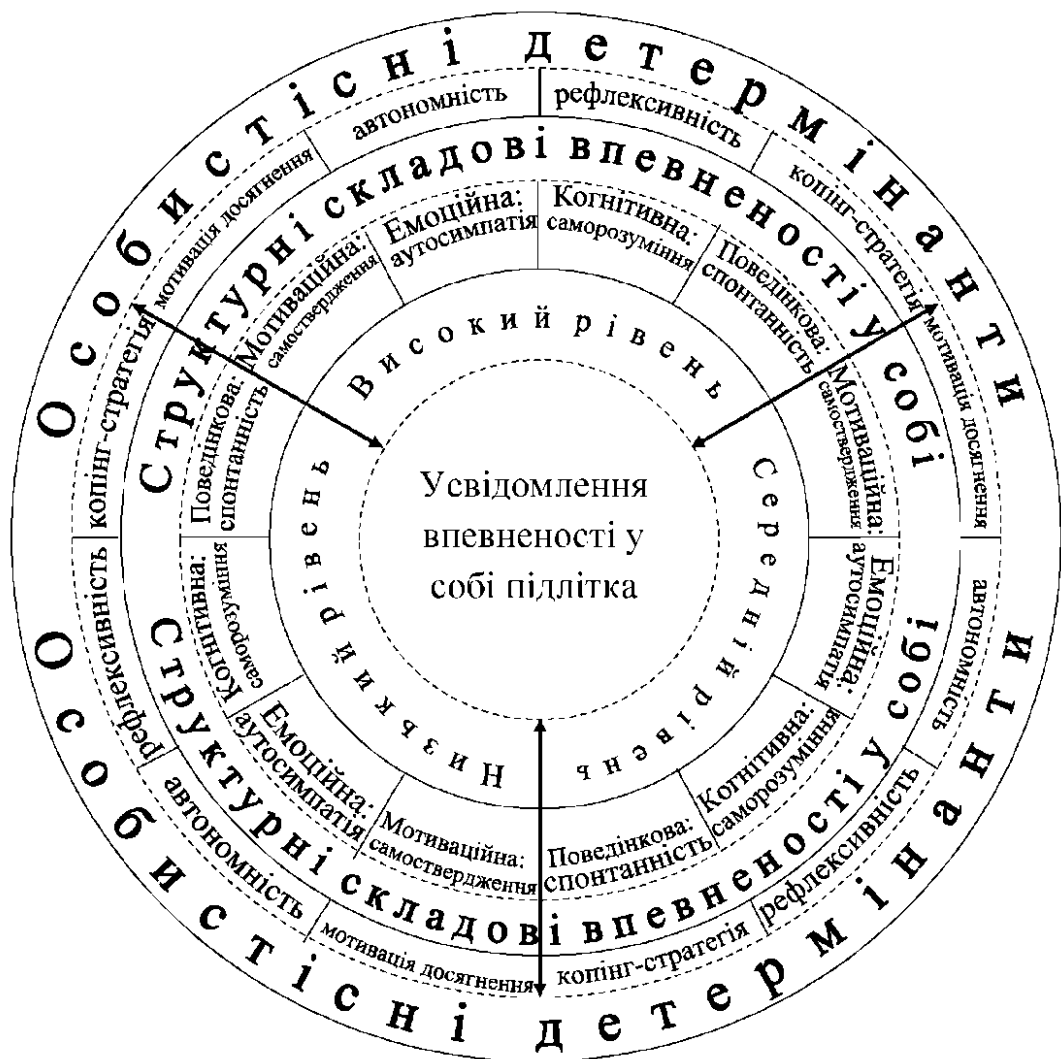 Особистісні детермінанти
автономність
рефлексивність
копінг-стратегія
мотивація досягнення
автономність
рефлексивність
копінг-стратегія
мотивація досягнення
автономність
рефлексивність
копінг-стратегія
мотивація досягнення
Структурні складові впевненості у собі
Емоційна:
аутосимпатія
Когнітивна:
саморозуміння
Поведінкова:
спонтанність
Мотиваційна:
самоствердження
Емоційна:
аутосимпатія
Когнітивна:
саморозуміння
Поведінкова:
спонтанність
Мотиваційна:
самоствердження
Емоційна:
аутосимпатія
Когнітивна:
саморозуміння
Поведінкова:
спонтанність
Мотиваційна:
самоствердження
Високий рівень
Середній рівень
Низький рівень
Усвідомлення
впевненості у
собі підлітка
Структурні складові впевненості у собі
Особистісні детермінанти